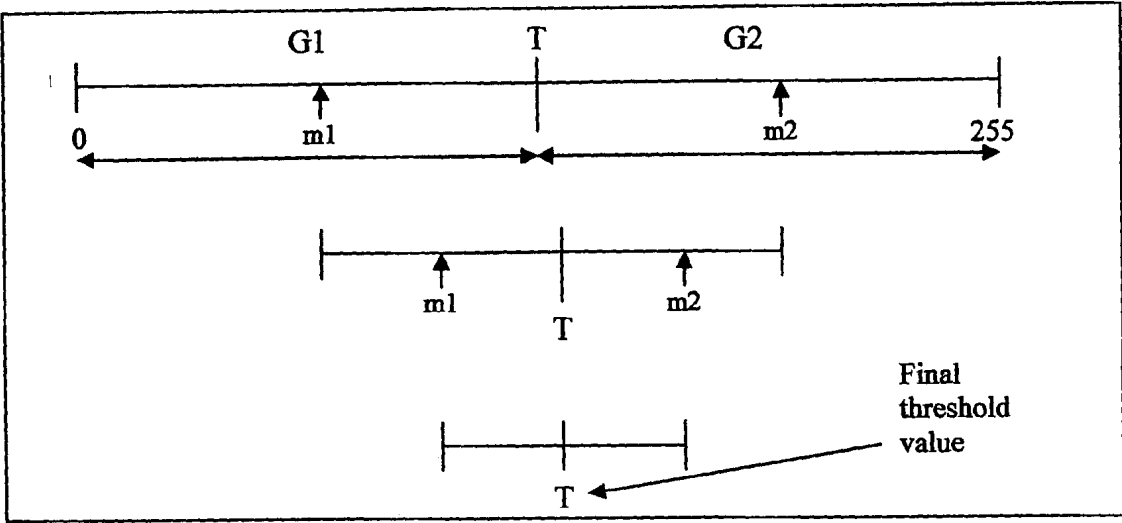 G1 T G2
0 m1 m2 255
m1 m2
T
Final
threshold
value
T